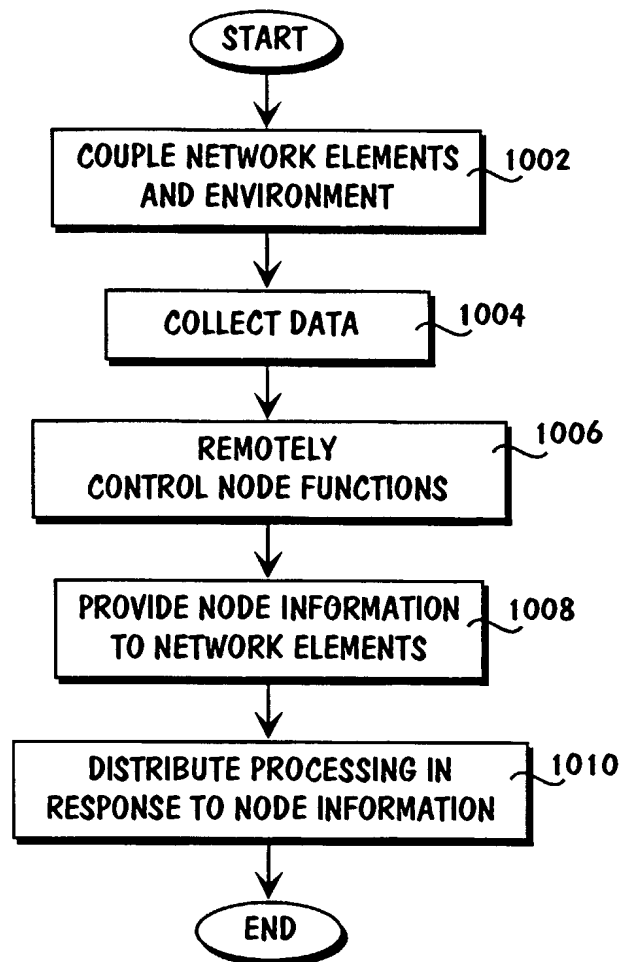 START
COUPLE NETWORK ELEMENTS
AND ENVIRONMENT
1002
COLLECT DATA
1004
REMOTELY
CONTROL NODE FUNCTIONS
1006
PROVIDE NODE INFORMATION
TO NETWORK ELEMENTS
1008
DISTRIBUTE PROCESSING IN
RESPONSE TO NODE INFORMATION
1010
END